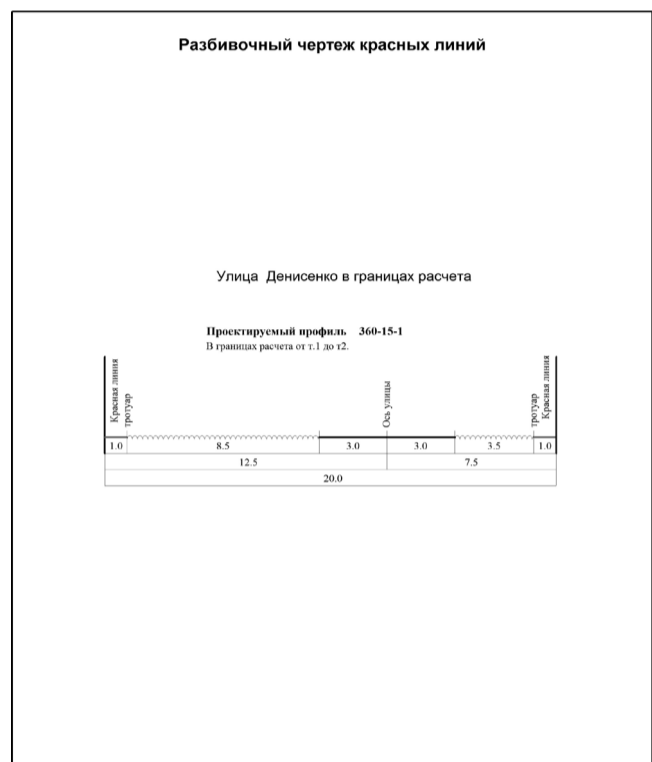 Разбивочный чертеж красных линий
Улица Денисенко в границах расчета
Проектируемый профиль 360-15-1
В границах расчета от т.1 до т2.
Красная линия
тротуар
Ось улицы
тротуар
Красная линия
1.0 8.5 3.0 3.0 3.5 1.0
12.5 7.5
20.0